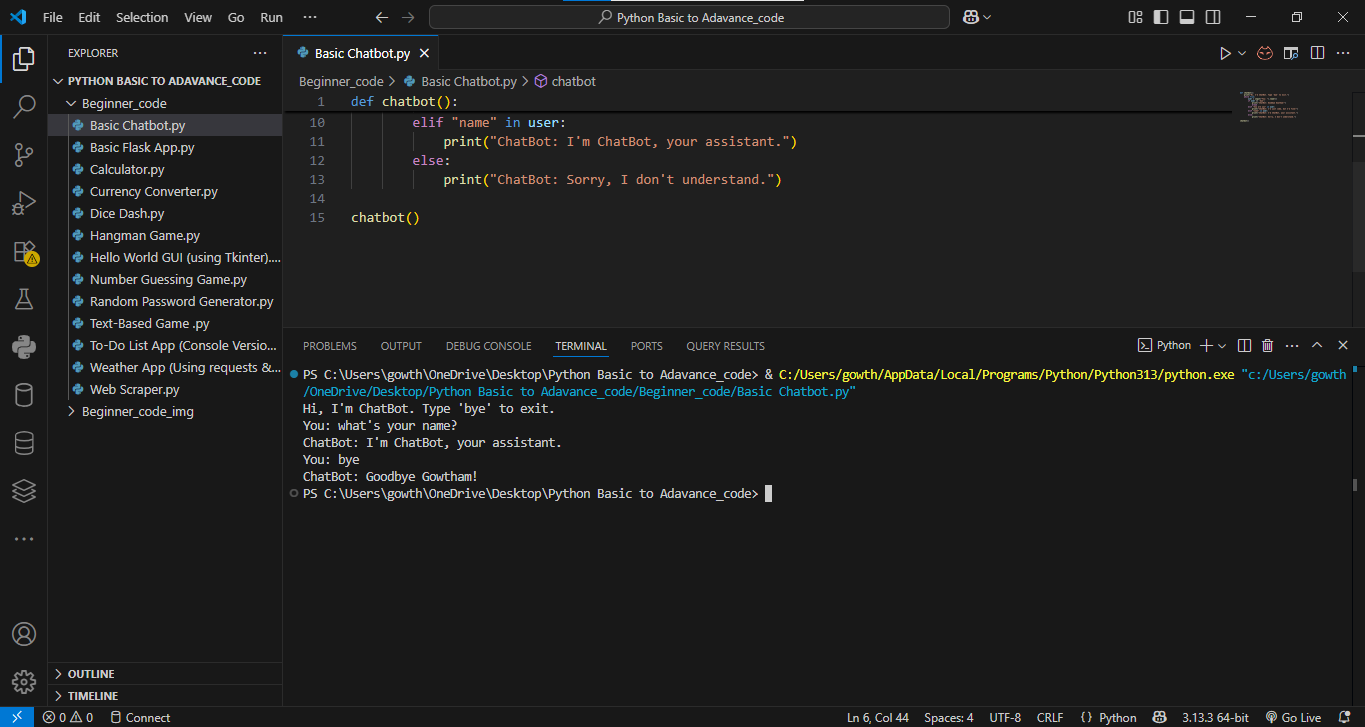 File Edit Selection View Go Run ··· Python Basic to Adavance_code
EXPLORER ···
PYTHON BASIC TO ADAVANCE_CODE
Beginner_code
Basic Chatbot.py
Basic Flask App.py
Calculator.py
Currency Converter.py
Dice Dash.py
Hangman Game.py
Hello World GUI (using Tkinter)....
Number Guessing Game.py
Random Password Generator.py
Text-Based Game .py
To-Do List App (Console Versio...
Weather App (Using requests &...
Web Scraper.py
Beginner_code_img
OUTLINE
TIMELINE
Basic Chatbot.py
Beginner_code > Basic Chatbot.py > chatbot
1 def chatbot():
10 elif "name" in user:
11 print("ChatBot: I'm ChatBot, your assistant.")
12 else:
13 print("ChatBot: Sorry, I don't understand.")
14
15 chatbot()
PROBLEMS OUTPUT DEBUG CONSOLE TERMINAL PORTS QUERY RESULTS Python
PS C:\Users\gowth\OneDrive\Desktop\Python Basic to Adavance_code> & C:/Users/gowth/AppData/Local/Programs/Python/Python313/python.exe "c:/Users/gowth
/OneDrive/Desktop/Python Basic to Adavance_code/Beginner_code/Basic Chatbot.py"
Hi, I'm ChatBot. Type 'bye' to exit.
You: what's your name?
ChatBot: I'm ChatBot, your assistant.
You: bye
ChatBot: Goodbye Gowtham!
PS C:\Users\gowth\OneDrive\Desktop\Python Basic to Adavance_code>
0 0 Connect Ln 6, Col 44 Spaces: 4 UTF-8 CRLF {} Python 3.13.3 64-bit Go Live